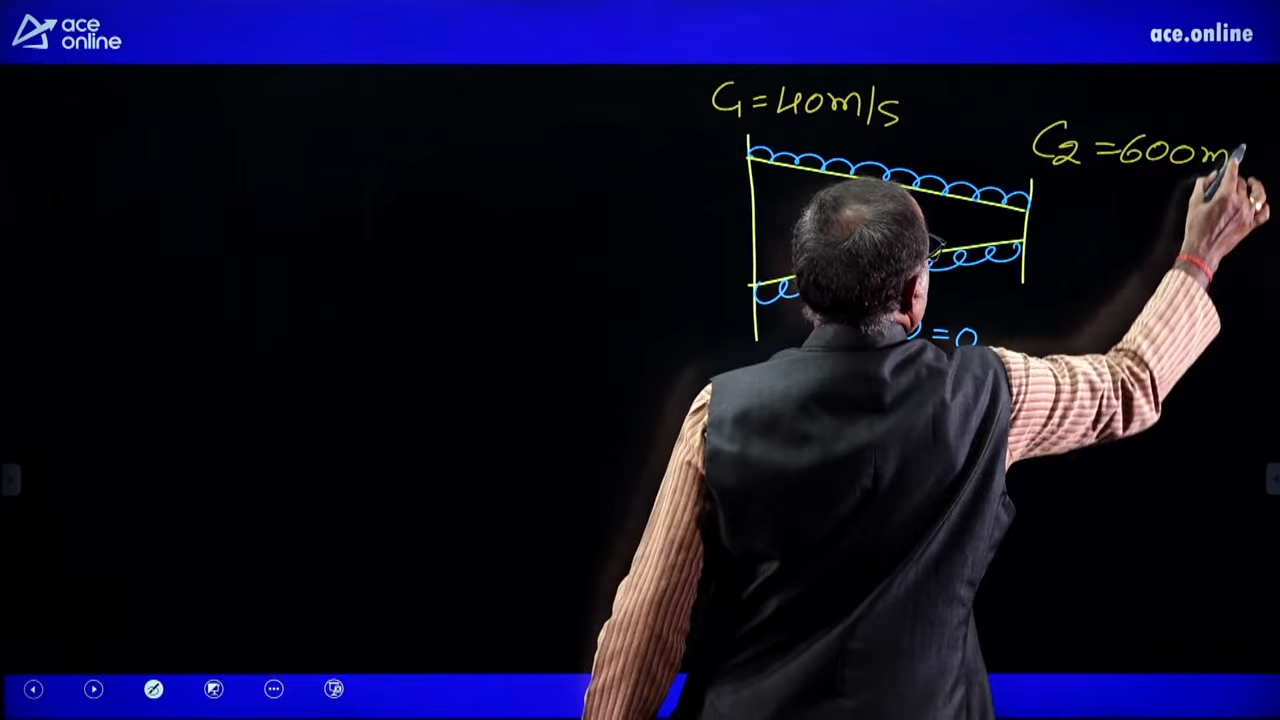 ace
online
ace.online
C1 = 40m/s
C2 = 600m
= 0